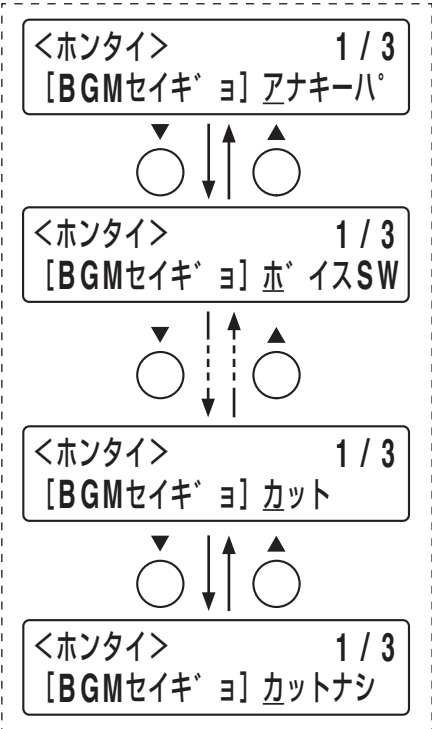 <ホンタイ> 1 / 3
[BGMセイギョ] アナキーパ゜
▼ ▲
<ホンタイ> 1 / 3
[BGMセイギョ] ボイスSW
▼ ▲
<ホンタイ> 1 / 3
[BGMセイギョ] カット
▼ ▲
<ホンタイ> 1 / 3
[BGMセイギョ] カットナシ